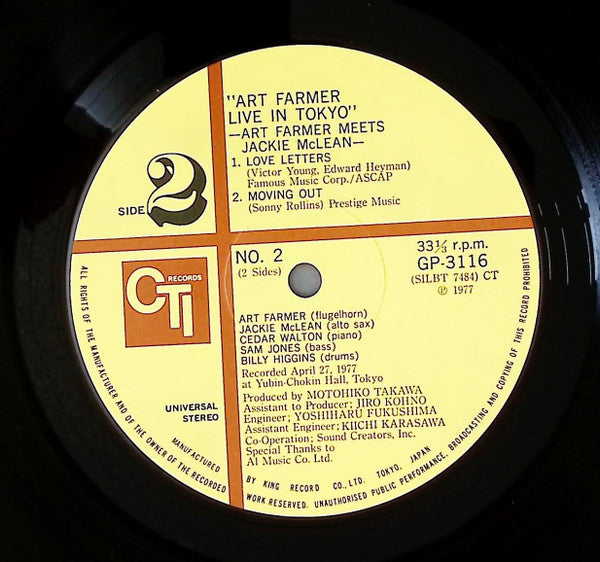 "ART FARMER
LIVE IN TOKYO"
—ART FARMER MEETS
JACKIE McLEAN—
1. LOVE LETTERS
(Victor Young, Edward Heyman)
Famous Music Corp./ASCAP
2. MOVING OUT
(Sonny Rollins) Prestige Music
SIDE 2
NO. 2
(2 Sides)
33⅓ r.p.m.
GP-3116
(SILBT 7484) CT
Ⓟ 1977
CTI RECORDS
ART FARMER (flugelhorn)
JACKIE McLEAN (alto sax)
CEDAR WALTON (piano)
SAM JONES (bass)
BILLY HIGGINS (drums)
Recorded April 27, 1977
at Yubin-Chokin Hall, Tokyo
Produced by MOTOHIKO TAKAWA
Assistant to Producer; JIRO KOHNO
Engineer; YOSHIHARU FUKUSHIMA
Assistant Engineer; KIICHI KARASAWA
Co-Operation; Sound Creators, Inc.
Special Thanks to
Al Music Co. Ltd.
UNIVERSAL
STEREO
MANUFACTURED BY KING RECORD CO., LTD. TOKYO, JAPAN
ALL RIGHTS OF THE MANUFACTURER AND OF THE OWNER OF THE RECORDED WORK RESERVED. UNAUTHORISED PUBLIC PERFORMANCE, BROADCASTING AND COPYING OF THIS RECORD PROHIBITED